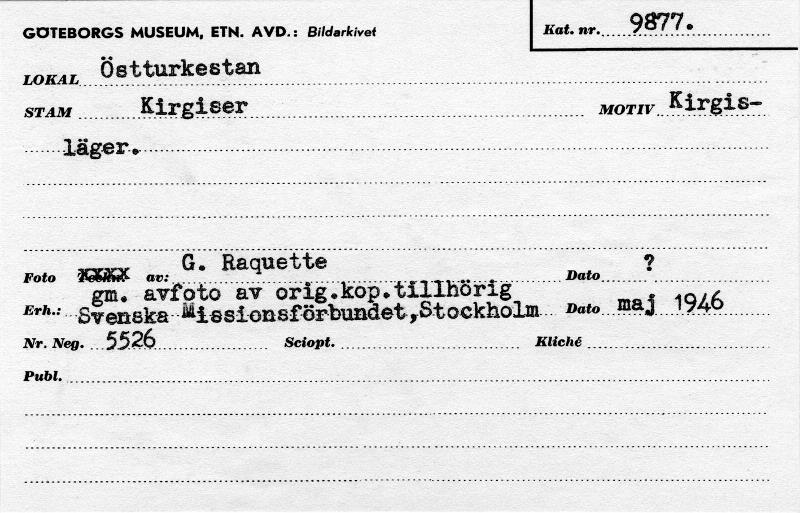 GÖTEBORGS MUSEUM, ETN. AVD.: Bildarkivet
Kat. nr. 9877.
LOKAL Östturkestan
STAM Kirgiser MOTIV Kirgis-
läger.
Foto xxxx av: G. Raquette Dato ?
gm. avfoto av orig.kop.tillhörig
Erh.: Svenska Missionsförbundet,Stockholm Dato maj 1946
Nr. Neg. 5526 Sciopt. Kliché
Publ.